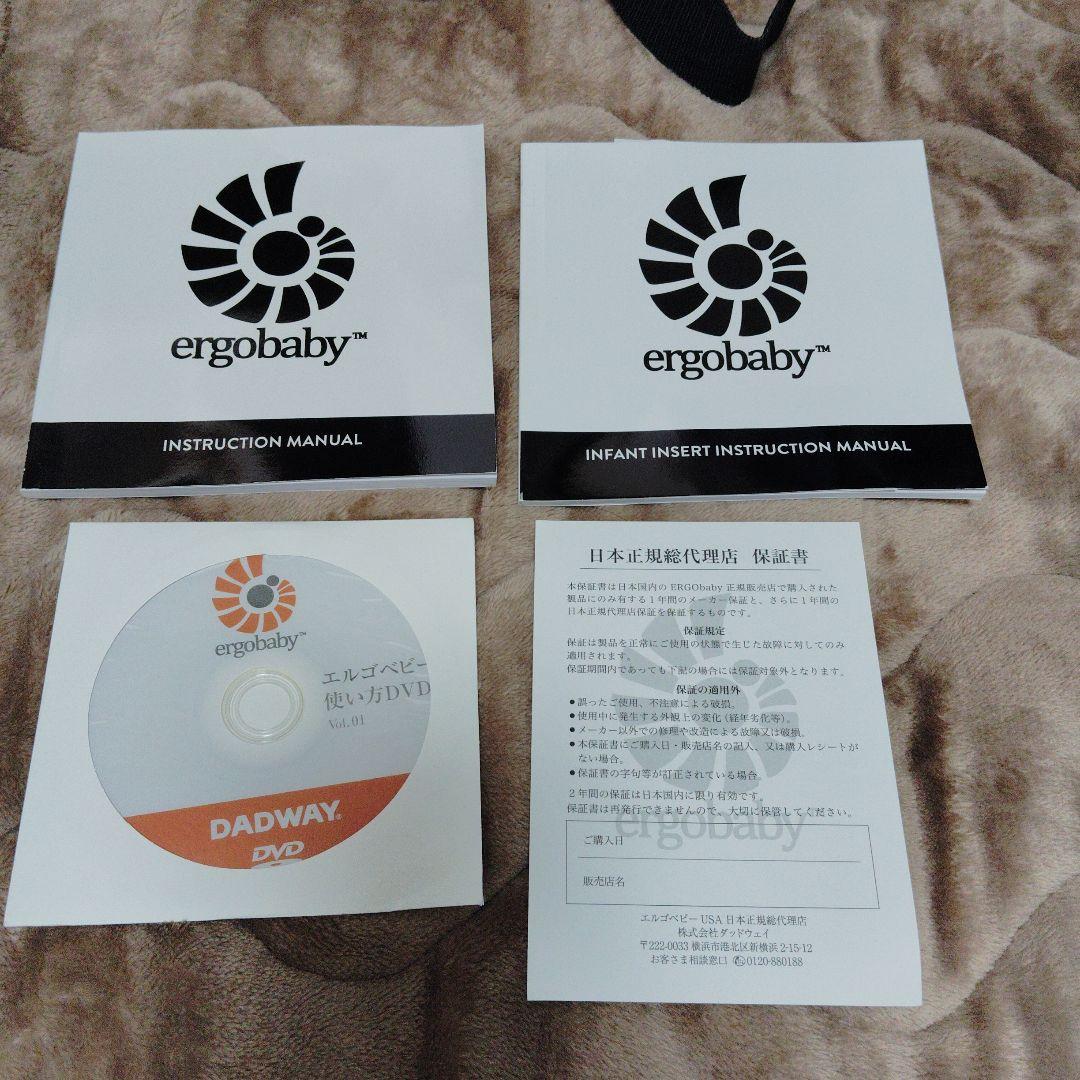 ergobaby™
INSTRUCTION MANUAL
ergobaby™
INFANT INSERT INSTRUCTION MANUAL
ergobaby™
エルゴベビー
使い方DVD
Vol.01
DADWAY®
DVD
日本正規総代理店 保証書
本保証書は日本国内の ERGObaby 正規販売店で購入された
製品にのみ有する1年間のメーカー保証と、さらに1年間の
日本正規代理店保証を保証するものです。
保証規定
保証は製品を正常にご使用の状態で生じた故障に対してのみ
適用されます。
保証期間内であっても下記の場合には保証対象外となります。
保証の適用外
●誤ったご使用、不注意による破損。
●使用中に発生する外観上の変化（経年劣化等）。
●メーカー以外での修理や改造による故障又は破損。
●本保証書にご購入日・販売店名の記入、又は購入レシートが
ない場合。
●保証書の字句等が訂正されている場合。
2年間の保証は日本国内に限り有効です。
保証書は再発行できませんので、大切に保管してください。
ergobaby
ご購入日
販売店名
エルゴベビー USA 日本正規総代理店
株式会社ダッドウェイ
〒222-0033 横浜市港北区新横浜 2-15-12
お客さま相談窓口 0120-880188